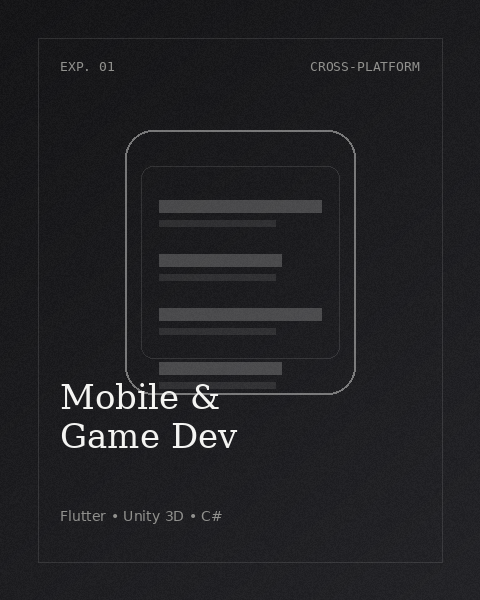 EXP. 01
CROSS-PLATFORM
Mobile &
Game Dev
Flutter • Unity 3D • C#